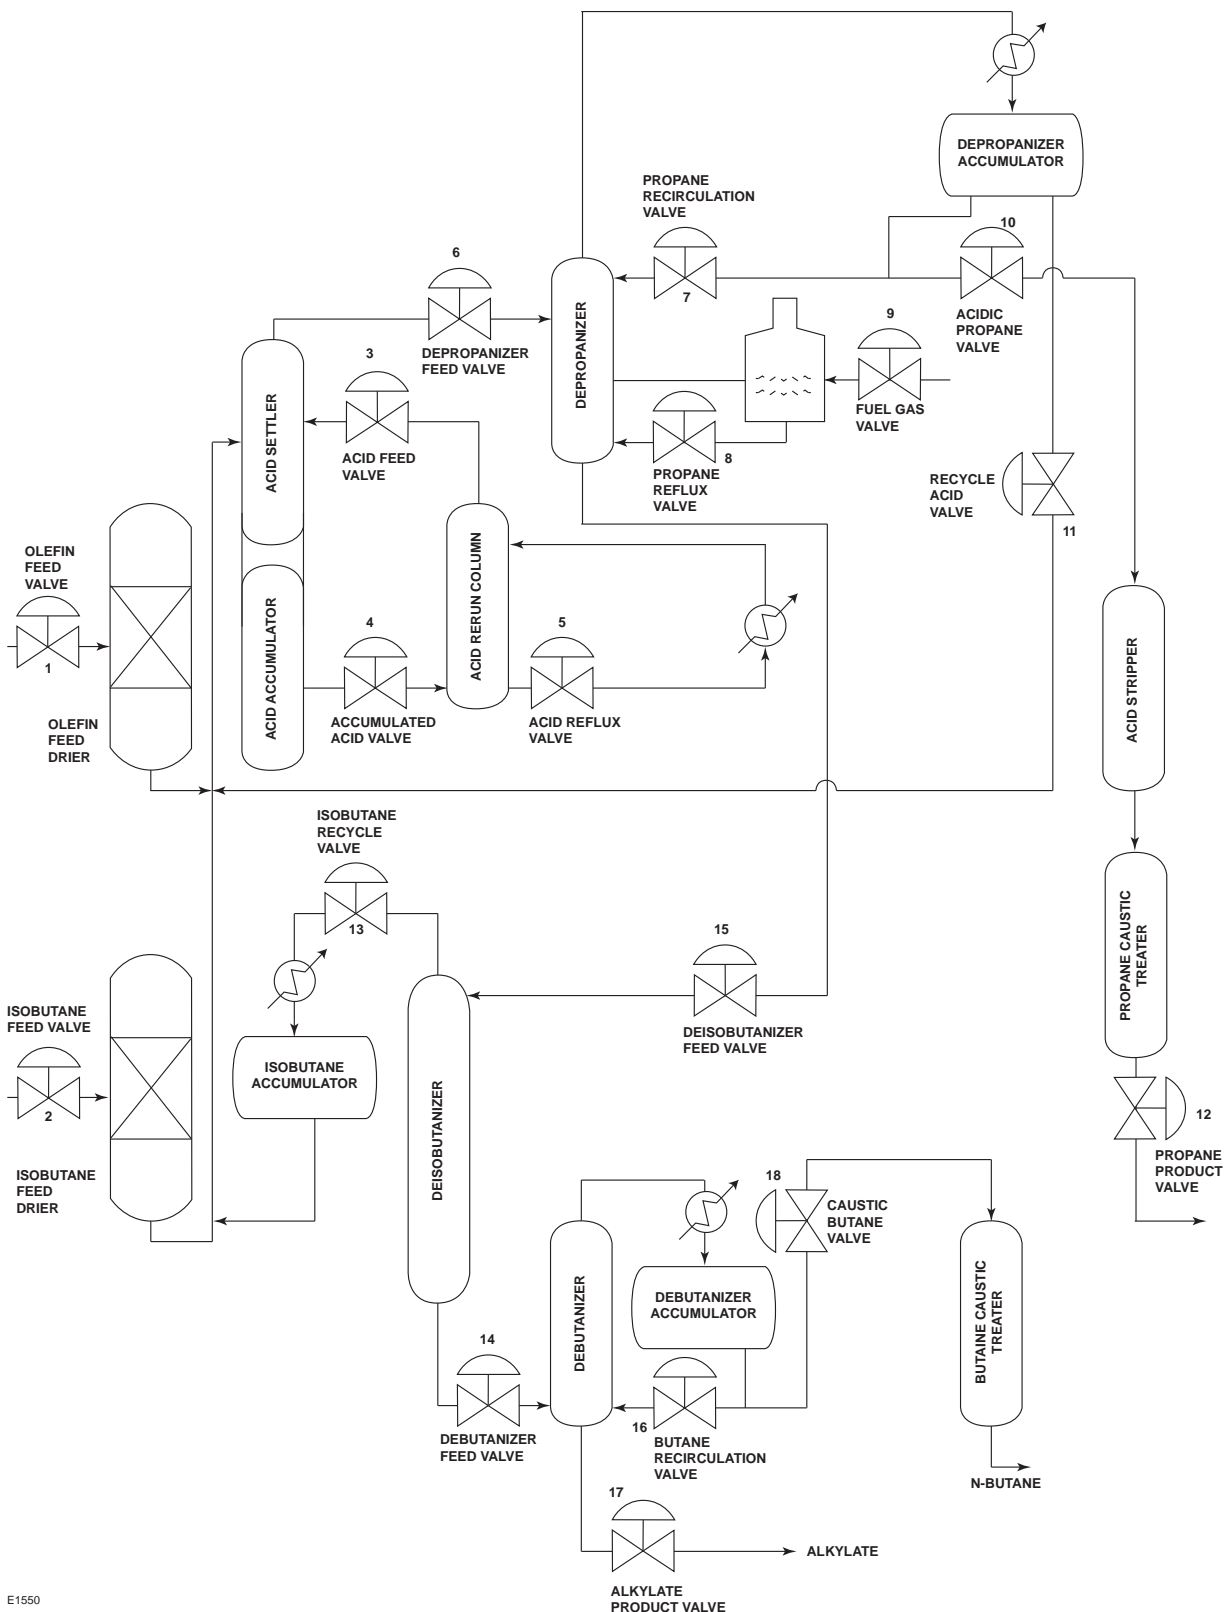 DEPROPANIZER
ACCUMULATOR
PROPANE
RECIRCULATION
VALVE
7
10
ACIDIC
PROPANE
VALVE
6
DEPROPANIZER
FEED VALVE
DEPROPANIZER
9
FUEL GAS
VALVE
3
ACID FEED
VALVE
ACID SETTLER
8
PROPANE
REFLUX
VALVE
RECYCLE
ACID
VALVE
11
OLEFIN
FEED
VALVE
1
OLEFIN
FEED
DRIER
ACID ACCUMULATOR
4
ACCUMULATED
ACID VALVE
ACID RERUN COLUMN
5
ACID REFLUX
VALVE
ACID STRIPPER
ISOBUTANE
RECYCLE
VALVE
13
PROPANE CAUSTIC
TREATER
15
DEISOBUTANIZER
FEED VALVE
ISOBUTANE
FEED VALVE
2
ISOBUTANE
FEED
DRIER
ISOBUTANE
ACCUMULATOR
DEISOBUTANIZER
12
PROPANE
PRODUCT
VALVE
18
CAUSTIC
BUTANE
VALVE
DEBUTANIZER
DEBUTANIZER
ACCUMULATOR
BUTAINE CAUSTIC
TREATER
14
DEBUTANIZER
FEED VALVE
16
BUTANE
RECIRCULATION
VALVE
N-BUTANE
17
ALKYLATE
ALKYLATE
PRODUCT VALVE
E1550